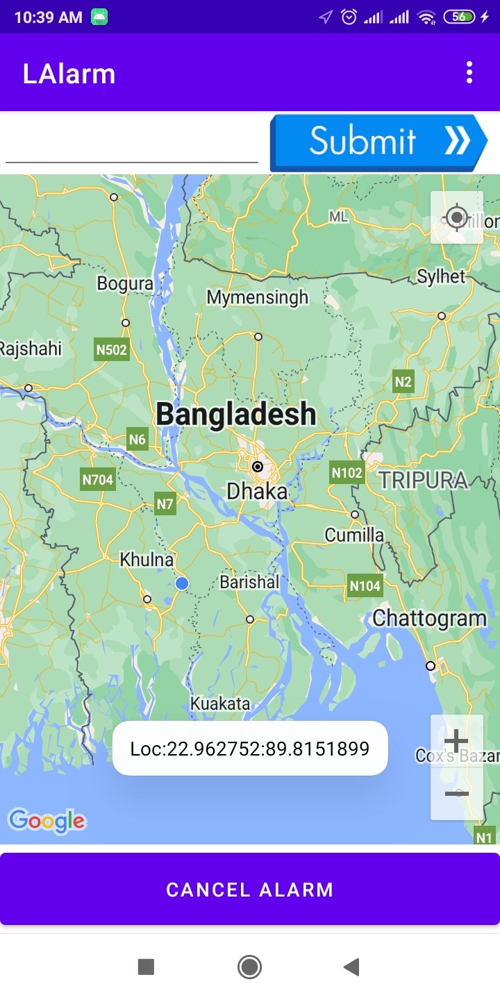 10:39 AM
56
LAlarm
Submit
ML
Sylhet
Bogura
Mymensingh
Rajshahi
N502
N2
Bangladesh
N6
N102
TRIPURA
N704
Dhaka
N7
Cumilla
Khulna
Barishal
N104
Chattogram
Kuakata
Loc:22.962752:89.8151899
Cox's Bazar
Google
N1
CANCEL ALARM